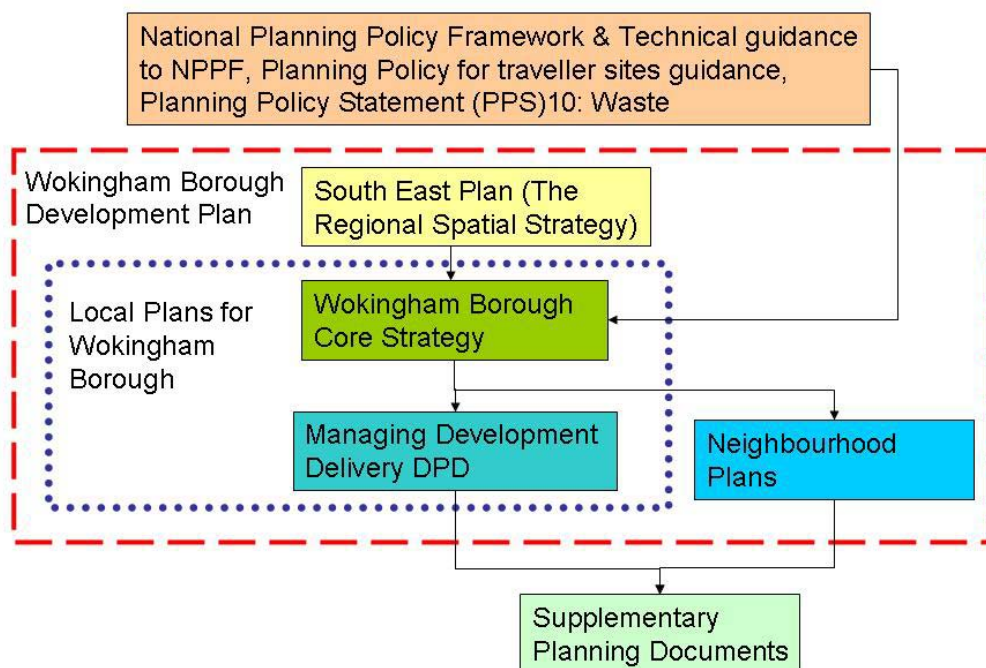 National Planning Policy Framework & Technical guidance
to NPPF, Planning Policy for traveller sites guidance,
Planning Policy Statement (PPS)10: Waste
Wokingham Borough
Development Plan
South East Plan (The
Regional Spatial Strategy)
Local Plans for
Wokingham
Borough
Wokingham Borough
Core Strategy
Managing Development
Delivery DPD
Neighbourhood
Plans
Supplementary
Planning Documents